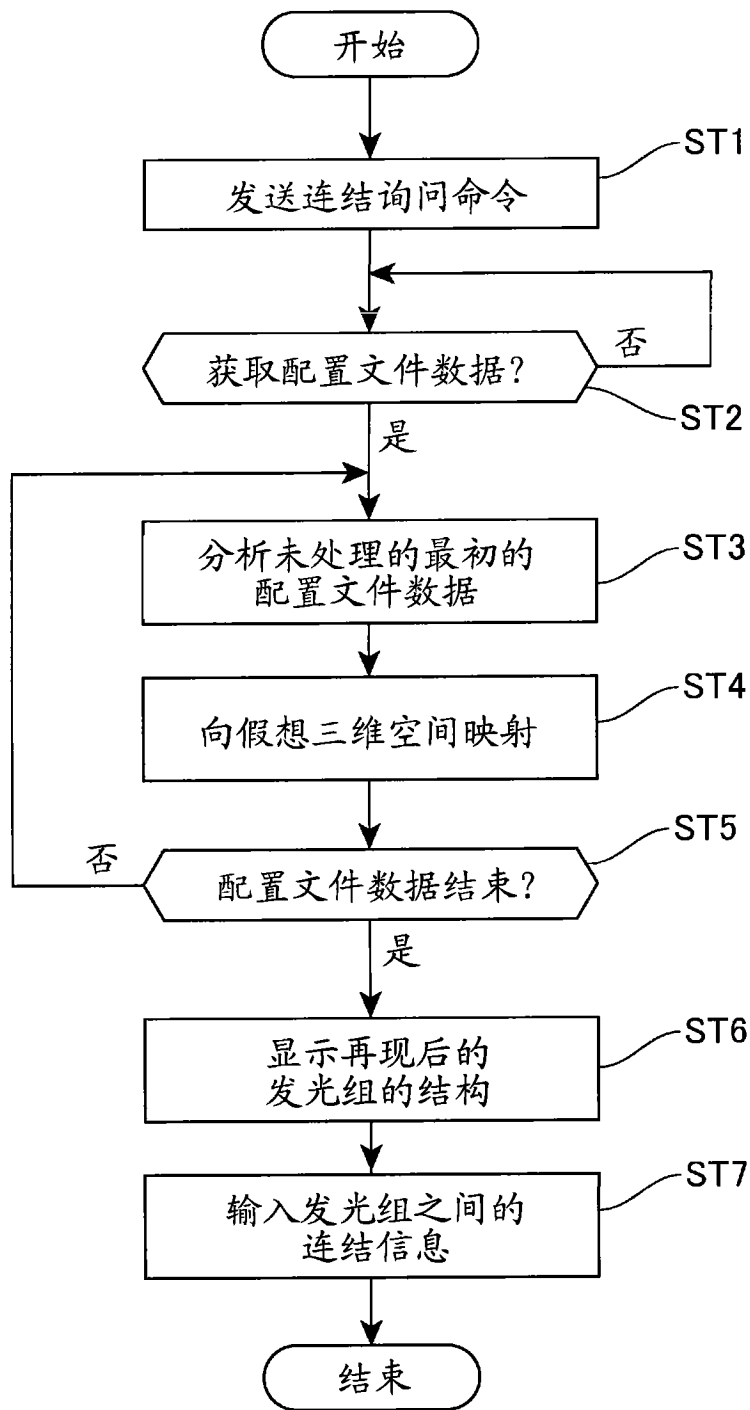 开始
ST1
发送连结询问命令
否
获取配置文件数据?
ST2
是
分析未处理的最初的
配置文件数据
ST3
ST4
向假想三维空间映射
ST5
否
配置文件数据结束?
是
显示再现后的
发光组的结构
ST6
ST7
输入发光组之间的
连结信息
结束